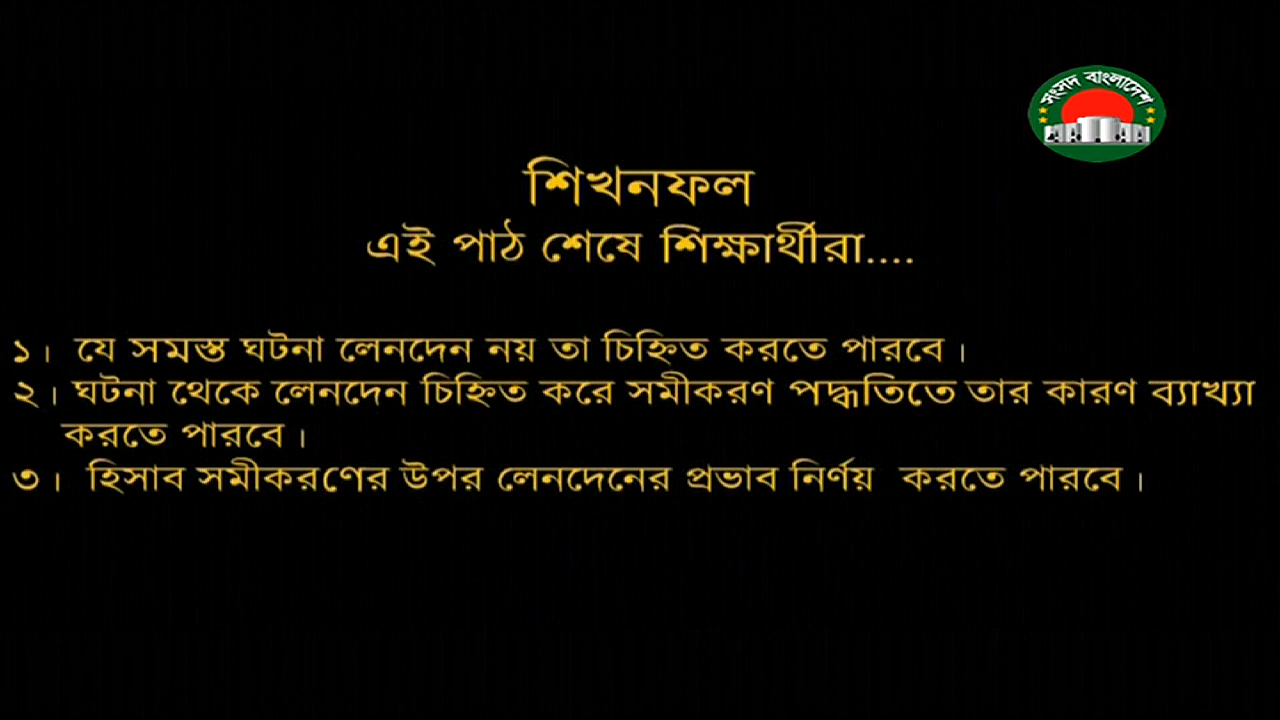 সংসদ বাংলাদেশ
শিখনফল
এই পাঠ শেষে শিক্ষার্থীরা....
১। যে সমস্ত ঘটনা লেনদেন নয় তা চিহ্নিত করতে পারবে।
২। ঘটনা থেকে লেনদেন চিহ্নিত করে সমীকরণ পদ্ধতিতে তার কারণ ব্যাখ্যা
করতে পারবে।
৩। হিসাব সমীকরণের উপর লেনদেনের প্রভাব নির্ণয় করতে পারবে।